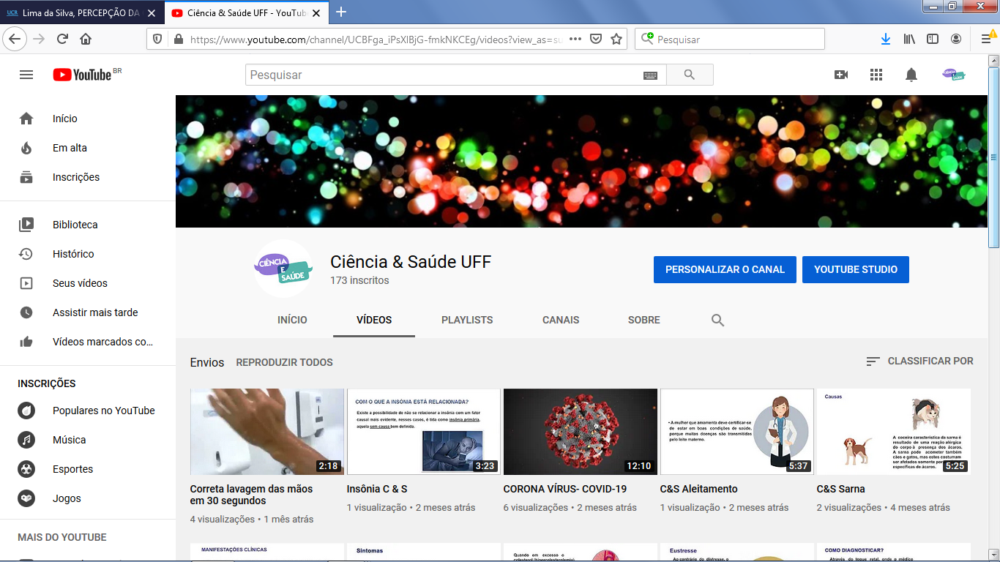 UCR Lima da Silva, PERCEPÇÃO DA
Ciência & Saúde UFF - YouTube
https://www.youtube.com/channel/UCBFga_iPsXlBjG-fmkNKCEg/videos?view_as=su
Pesquisar
YouTube BR
Pesquisar
Início
Em alta
Inscrições
Biblioteca
Histórico
Seus vídeos
Assistir mais tarde
Vídeos marcados co...
INSCRIÇÕES
Populares no YouTube
Música
Esportes
Jogos
MAIS DO YOUTUBE
CIÊNCIA
E
SAÚDE
Ciência & Saúde UFF
173 inscritos
PERSONALIZAR O CANAL
YOUTUBE STUDIO
INÍCIO VÍDEOS PLAYLISTS CANAIS SOBRE
Envios REPRODUZIR TODOS
CLASSIFICAR POR
2:18
Correta lavagem das mãos
em 30 segundos
4 visualizações • 1 mês atrás
COM O QUE A INSÔNIA ESTÁ RELACIONADA?
Existe a possibilidade de não se relacionar a insônia com um fator
causal mais evidente, nesses casos, é tida como insônia primária,
aquela sem causa bem definida.
3:23
Insônia C & S
1 visualização • 2 meses atrás
12:10
CORONA VÍRUS- COVID-19
6 visualizações • 2 meses atrás
• A mulher que amamenta deve certificar-se
de estar em boas condições de saúde,
porque muitas doenças são transmitidas
pelo leite materno.
5:37
C&S Aleitamento
1 visualização • 2 meses atrás
Causas
A coceira característica da sarna é
resultado de uma reação alérgica
do corpo à presença dos ácaros.
A sarna pode acometer também
cães e gatos, mas estes costumam
ser afetados somente por
específicas de ácaros.
5:25
C&S Sarna
2 visualizações • 4 meses atrás
MANIFESTAÇÕES CLÍNICAS
Sintomas
Quando em excesso o
colesterol (hipercolesterolemia)
Eustresse
Ao contrário do distresse, o
COMO DIAGNOSTICAR?
Através do toque retal, onde o médico